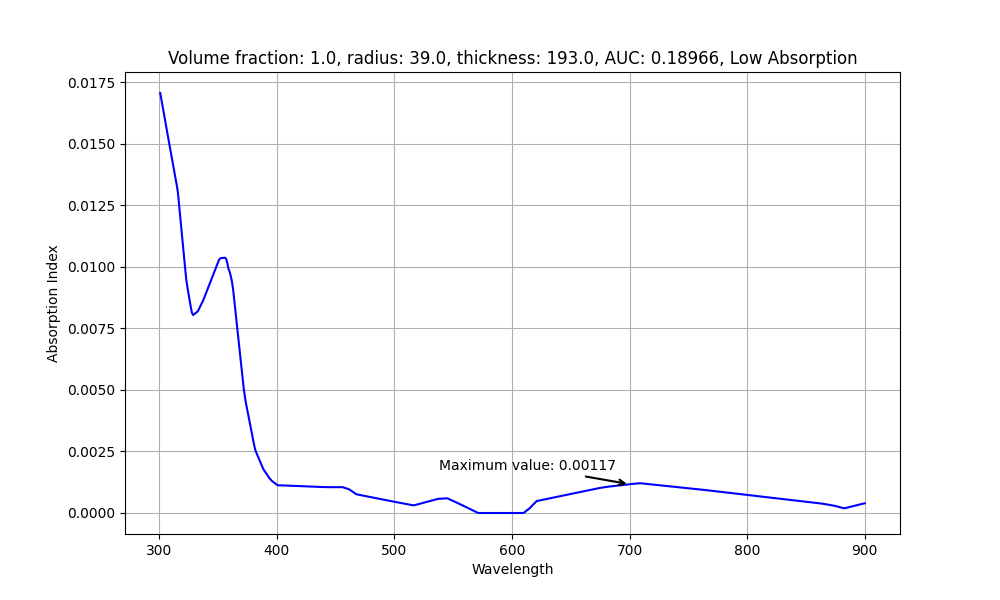 Volume fraction: 1.0, radius: 39.0, thickness: 193.0, AUC: 0.18966, Low Absorption
0.0175
0.0150
0.0125
0.0100
0.0075
0.0050
0.0025
0.0000
Absorption Index
Maximum value: 0.00117
300 400 500 600 700 800 900
Wavelength